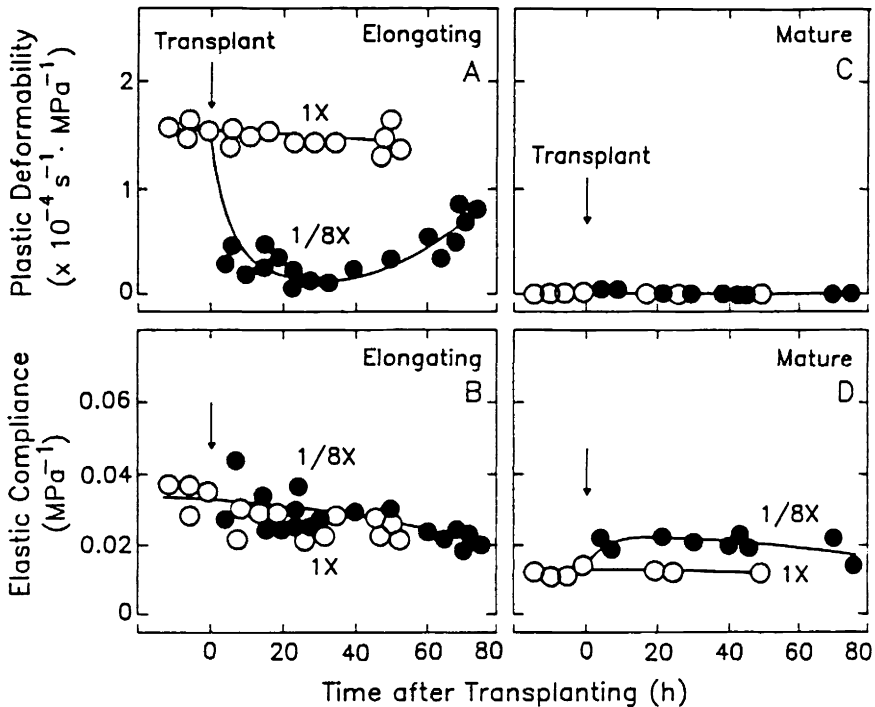 Plastic Deformability
(x 10⁻⁴ s⁻¹· MPa⁻¹)
2
1
0
Transplant
Elongating
A
1X
1/8X
Mature
C
Transplant
Elastic Compliance
(MPa⁻¹)
0.06
0.04
0.02
0
Elongating
B
1/8X
1X
Mature
D
1/8X
1X
0 20 40 60 80
0 20 40 60 80
Time after Transplanting (h)